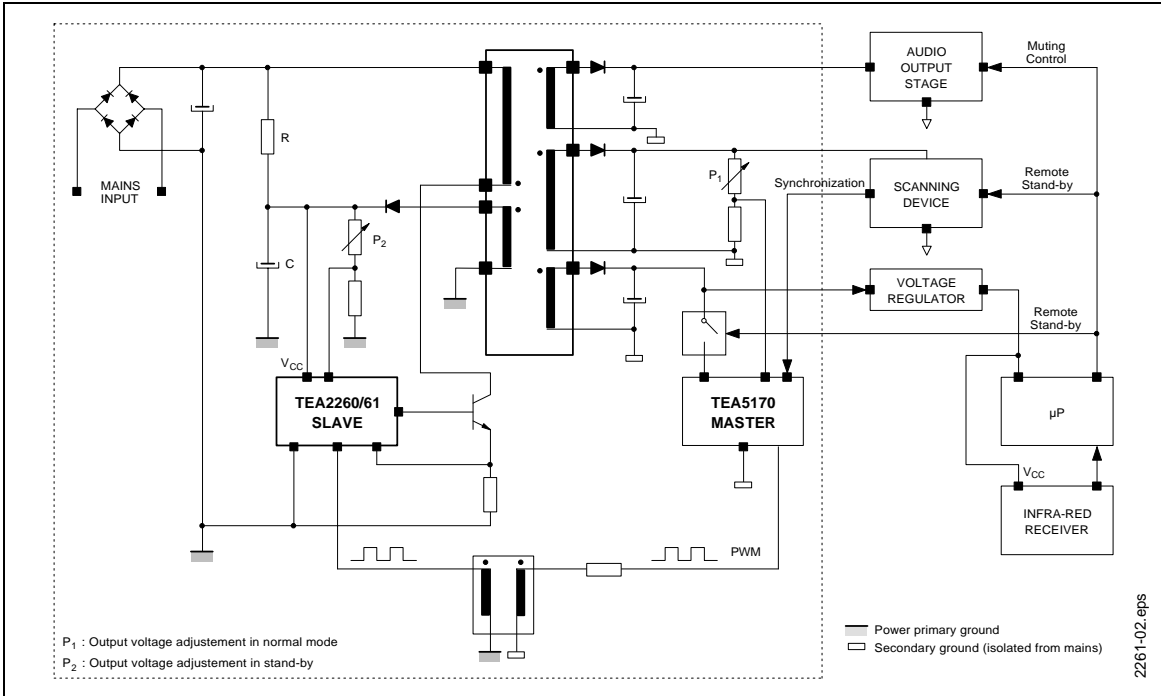 AUDIO
OUTPUT
STAGE
Muting
Control
R
MAINS
INPUT
P1
Synchronization
SCANNING
DEVICE
Remote
Stand-by
P2
C
VOLTAGE
REGULATOR
Remote
Stand-by
VCC
TEA2260/61
SLAVE
TEA5170
MASTER
µP
VCC
INFRA-RED
RECEIVER
PWM
P1 : Output voltage adjustement in normal mode
P2 : Output voltage adjustement in stand-by
Power primary ground
Secondary ground (isolated from mains)
2261-02.eps